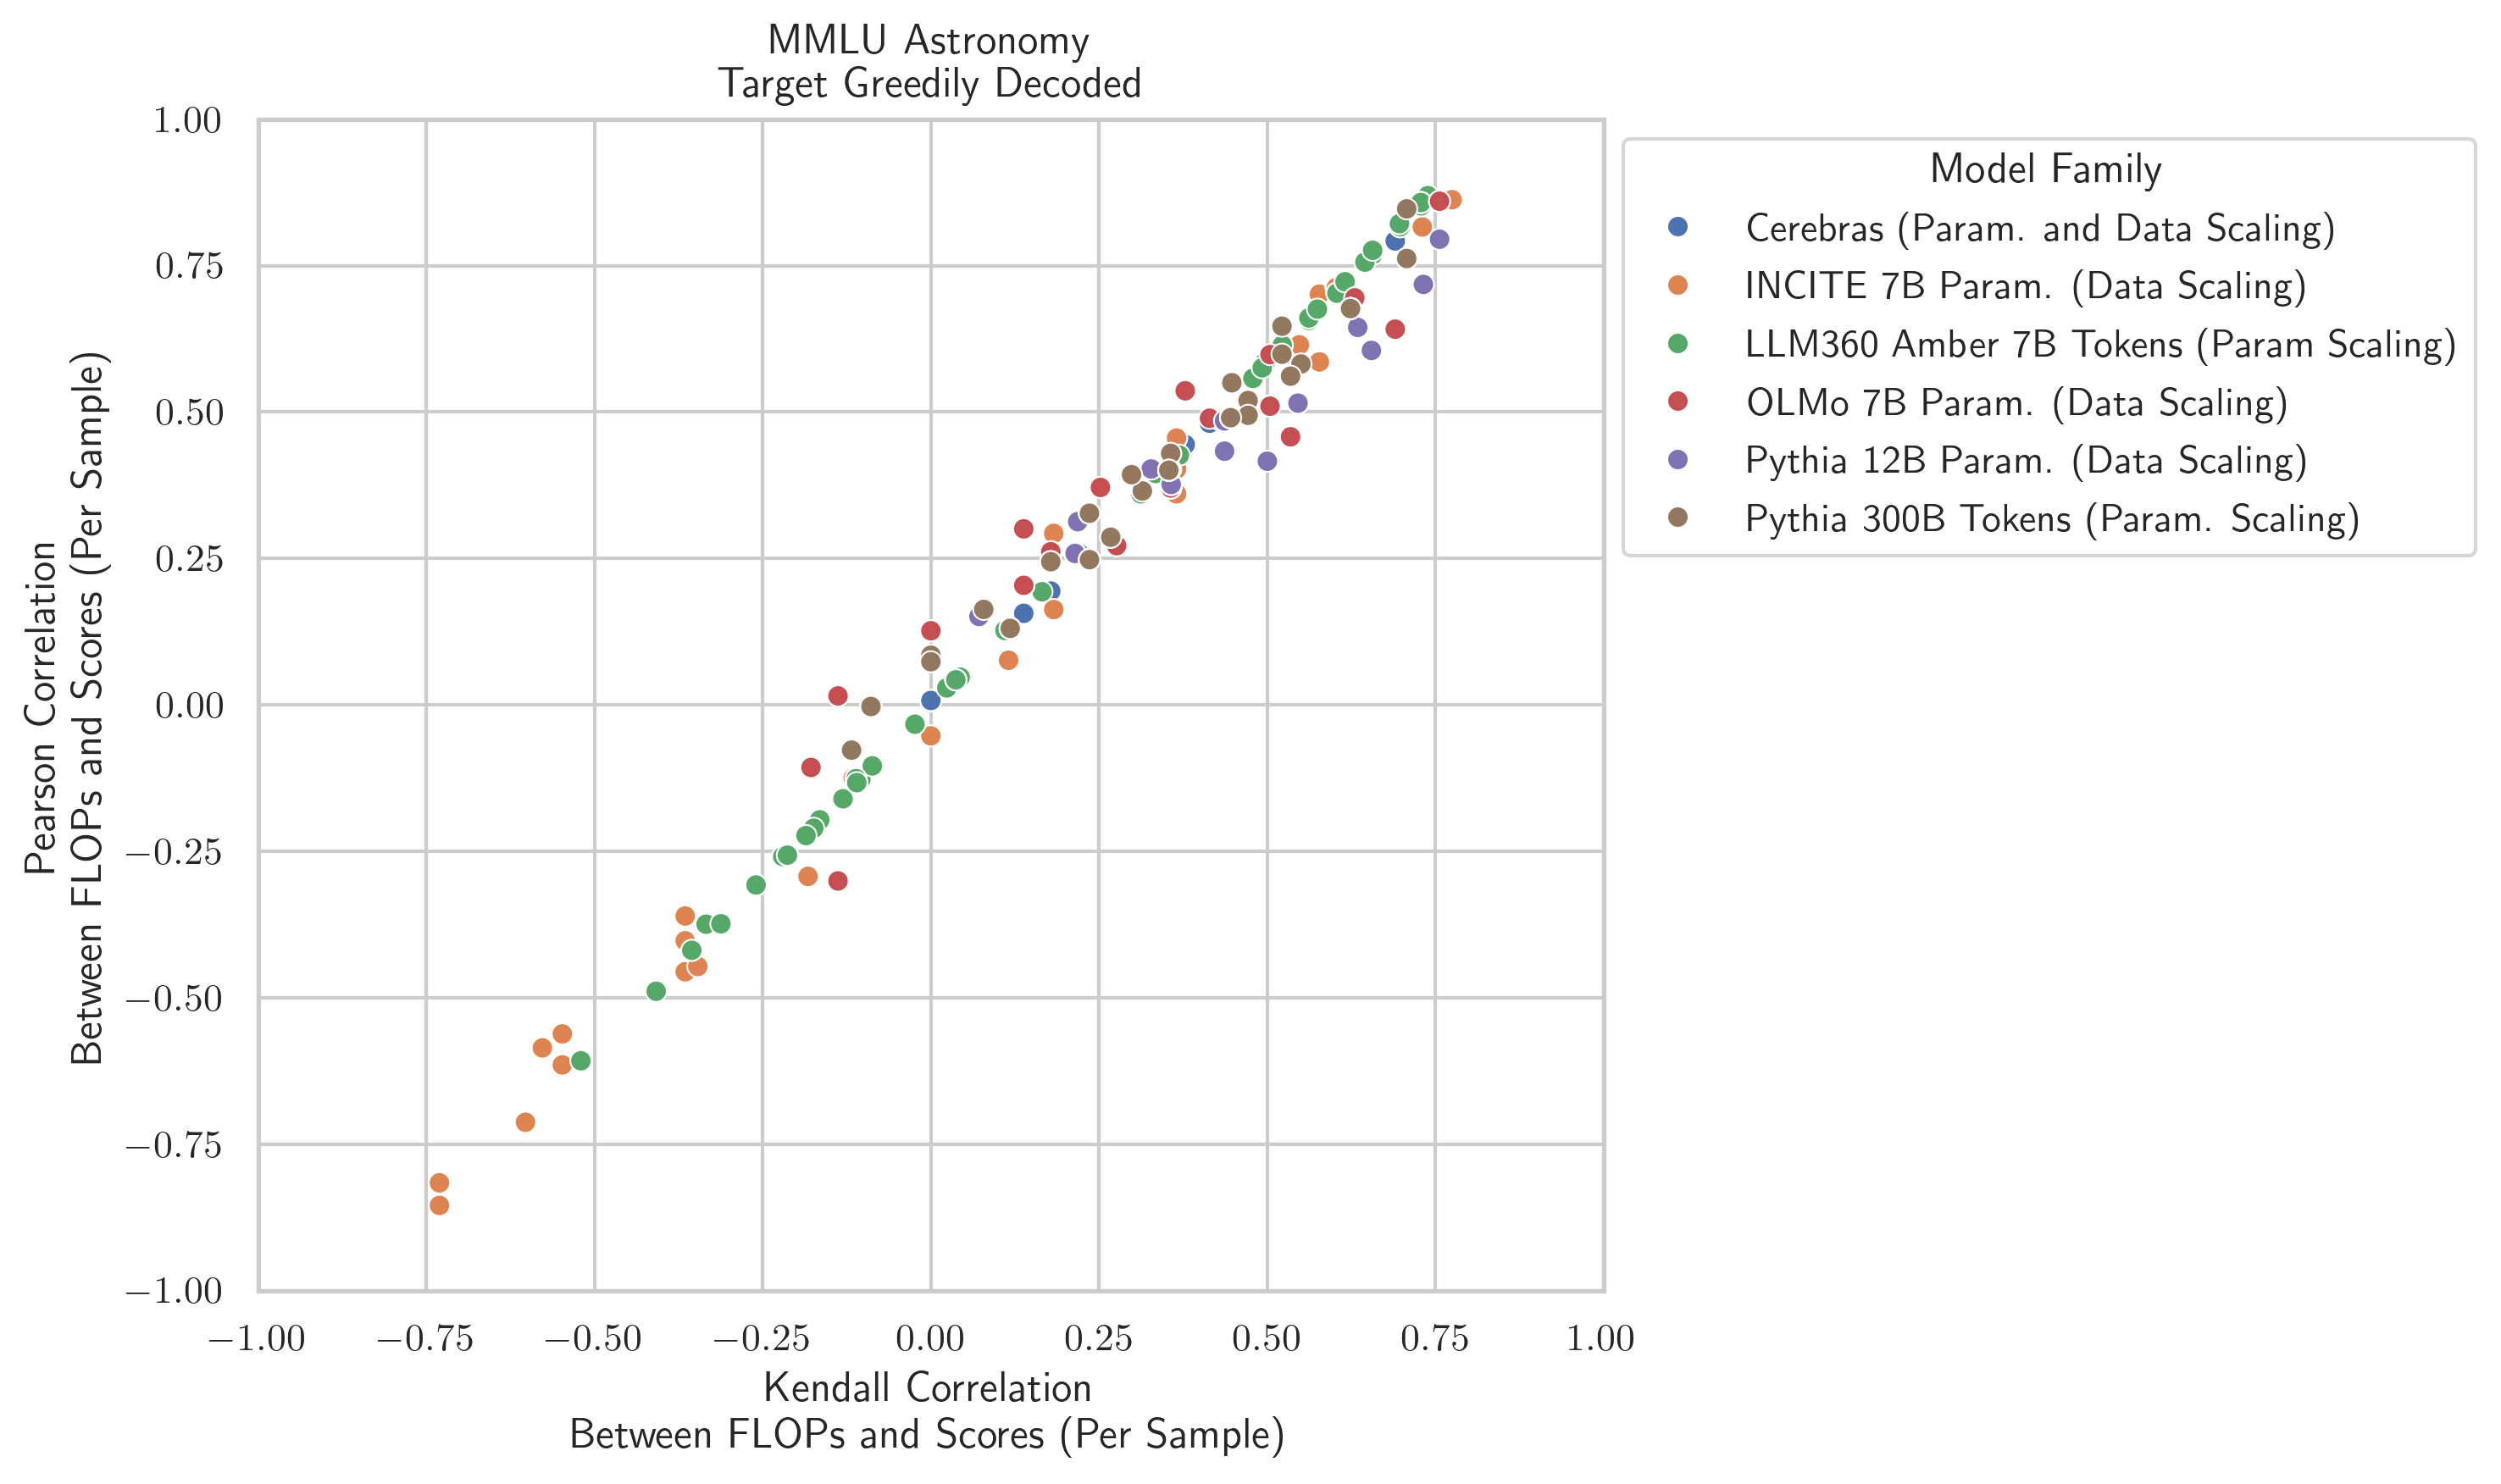 MMLU Astronomy
Target Greedily Decoded
1.00
0.75
0.50
0.25
0.00
−0.25
−0.50
−0.75
−1.00
Pearson Correlation
Between FLOPs and Scores (Per Sample)
−1.00 −0.75 −0.50 −0.25 0.00 0.25 0.50 0.75 1.00
Kendall Correlation
Between FLOPs and Scores (Per Sample)
Model Family
Cerebras (Param. and Data Scaling)
INCITE 7B Param. (Data Scaling)
LLM360 Amber 7B Tokens (Param Scaling)
OLMo 7B Param. (Data Scaling)
Pythia 12B Param. (Data Scaling)
Pythia 300B Tokens (Param. Scaling)